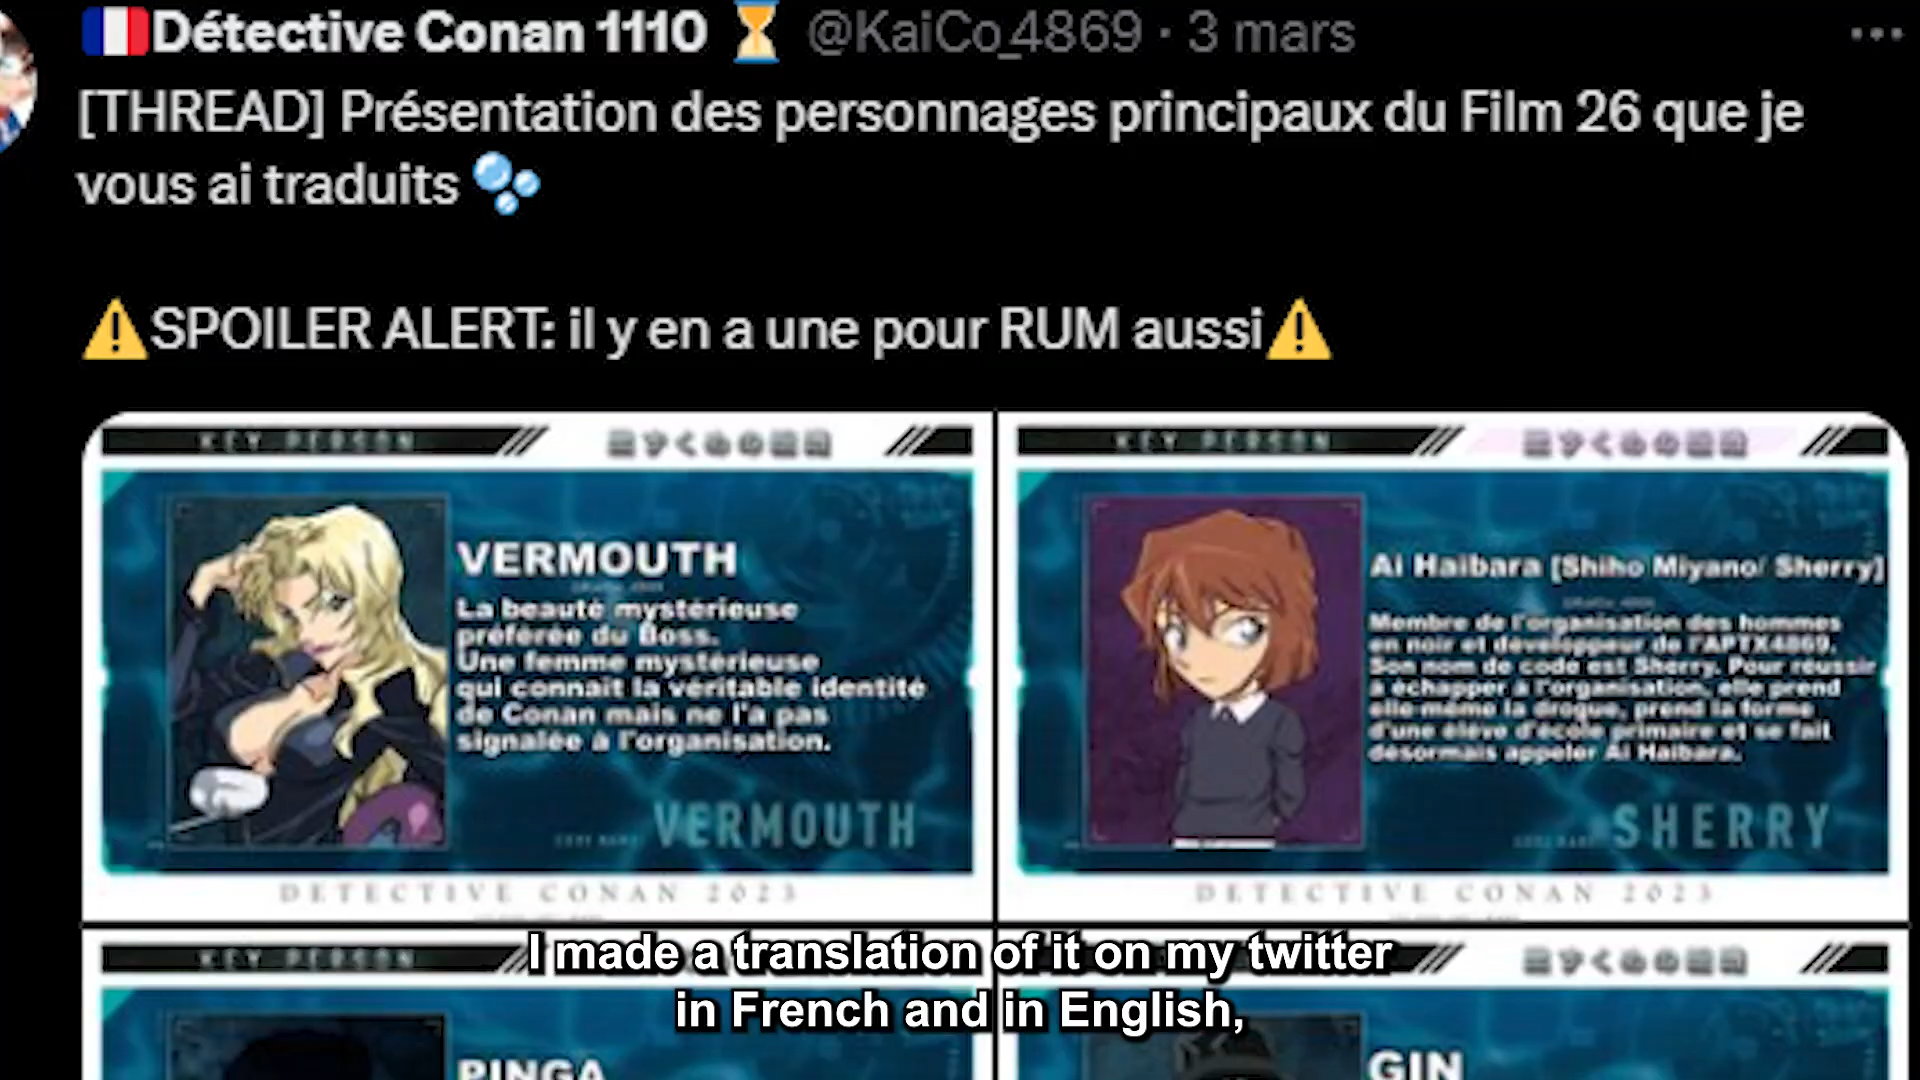 Détective Conan 1110 @KaiCo_4869 · 3 mars
[THREAD] Présentation des personnages principaux du Film 26 que je
vous ai traduits
SPOILER ALERT: il y en a une pour RUM aussi
KEY PERSON
KEY PERSON
VERMOUTH
La beauté mystérieuse
préférée du Boss.
Une femme mystérieuse
qui connait la véritable identité
de Conan mais ne l'a pas
signalée à l'organisation.
VERMOUTH
DETECTIVE CONAN 2023
Ai Haibara [Shiho Miyano/ Sherry]
Membre de l'organisation des hommes
en noir et développeur de l'APTX4869.
Son nom de code est Sherry. Pour réussir
à échapper à l'organisation, elle prend
elle-même la drogue, prend la forme
d'une élève d'école primaire et se fait
désormais appeler Ai Haibara.
SHERRY
DETECTIVE CONAN 2023
KEY PERSON
PINGA
GIN
I made a translation of it on my twitter
in French and in English,